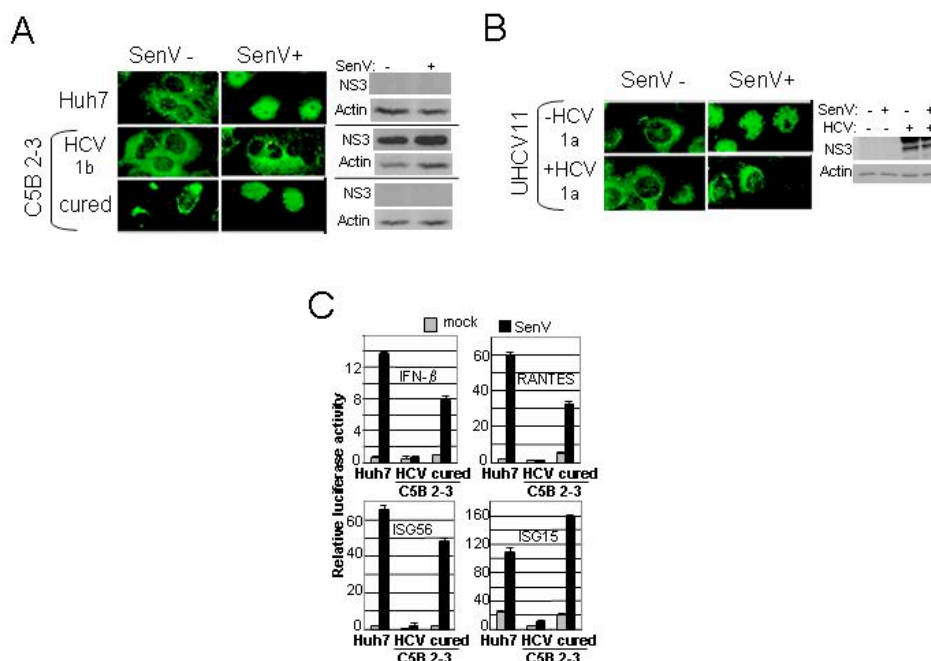 A
SenV - SenV+
SenV: - +
Huh7
NS3
Actin
C5B 2-3
HCV
1b
NS3
Actin
cured
NS3
Actin
B
SenV - SenV+
UHCV11
-HCV
1a
+HCV
1a
SenV: - + - +
HCV: - - + +
NS3
Actin
C
mock SenV
Relative luciferase activity
12
8
4
0
IFN-β
Huh7 HCV cured
C5B 2-3
60
40
20
0
RANTES
Huh7 HCV cured
C5B 2-3
60
40
20
0
ISG56
Huh7 HCV cured
C5B 2-3
160
120
80
40
0
ISG15
Huh7 HCV cured
C5B 2-3